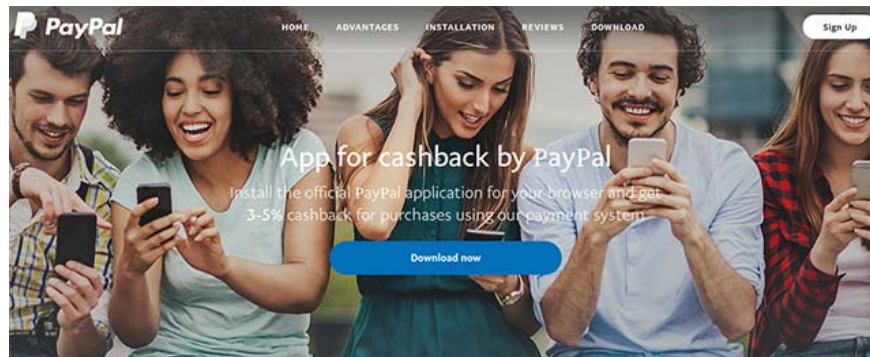 PayPal
HOME ADVANTAGES INSTALLATION REVIEWS DOWNLOAD
Sign Up
App for cashback by PayPal
Install the official PayPal application for your browser and get
3-5% cashback for purchases using our payment system
Download now